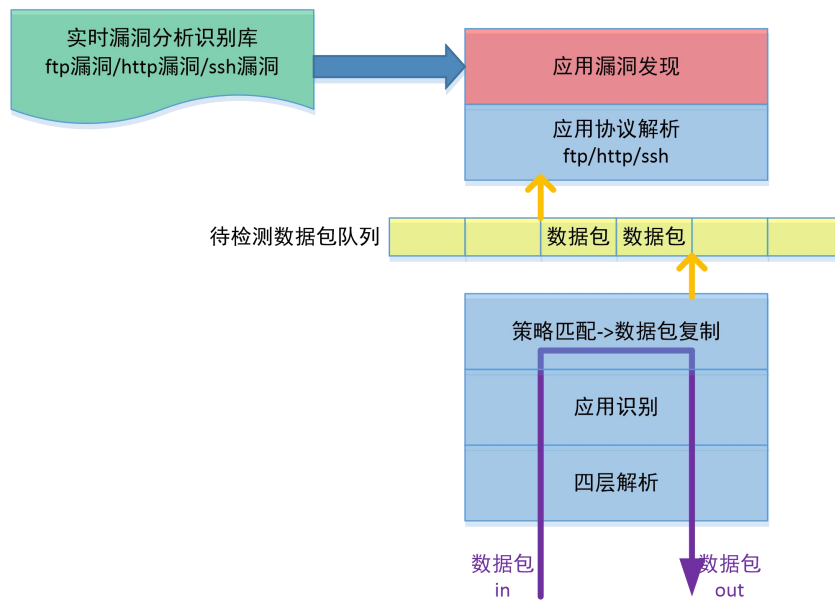 实时漏洞分析识别库
ftp漏洞/http漏洞/ssh漏洞
应用漏洞发现
应用协议解析
ftp/http/ssh
待检测数据包队列
数据包
数据包
策略匹配->数据包复制
应用识别
四层解析
数据包
in
数据包
out